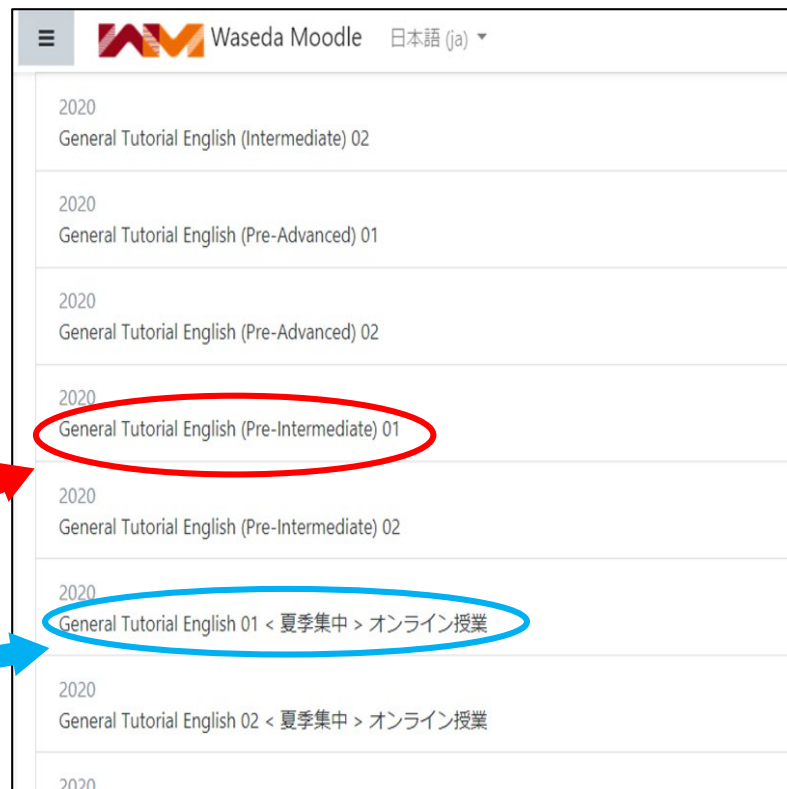 Waseda Moodle 日本語 (ja)
2020
General Tutorial English (Intermediate) 02
2020
General Tutorial English (Pre-Advanced) 01
2020
General Tutorial English (Pre-Advanced) 02
2020
General Tutorial English (Pre-Intermediate) 01
2020
General Tutorial English (Pre-Intermediate) 02
2020
General Tutorial English 01 < 夏季集中 > オンライン授業
2020
General Tutorial English 02 < 夏季集中 > オンライン授業
2020